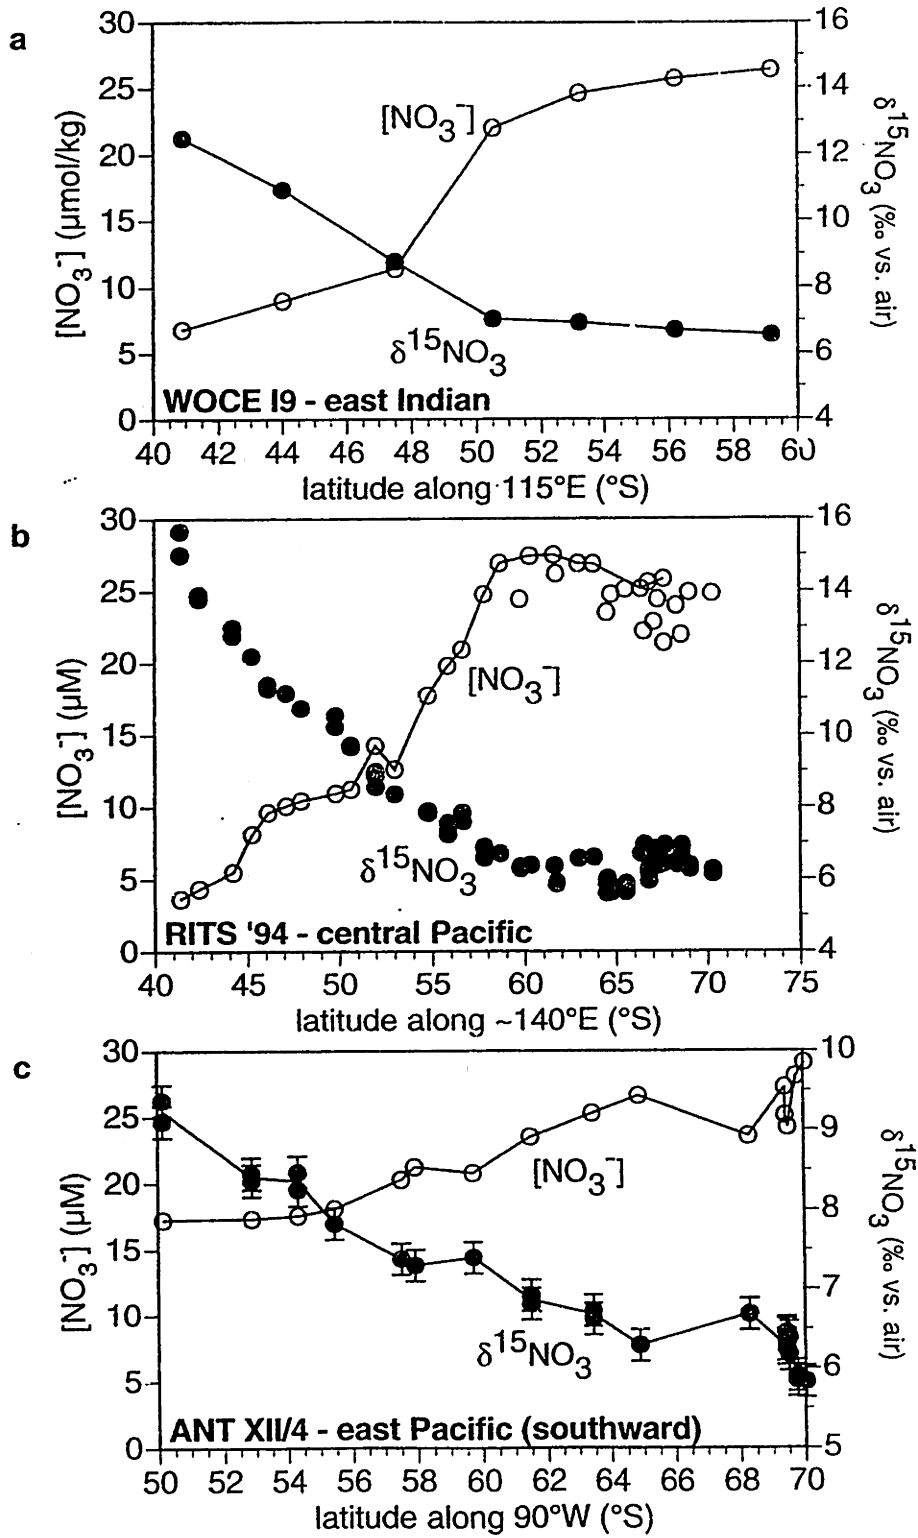 a
30
25
20
15
10
5
0
[NO₃⁻] (µmol/kg)
16
14
12
10
8
6
4
δ¹⁵NO₃ (‰ vs. air)
[NO₃⁻]
δ¹⁵NO₃
WOCE I9 - east Indian
40 42 44 46 48 50 52 54 56 58 60
latitude along 115°E (°S)
b
30
25
20
15
10
5
0
[NO₃⁻] (µM)
16
14
12
10
8
6
4
δ¹⁵NO₃ (‰ vs. air)
[NO₃⁻]
δ¹⁵NO₃
RITS '94 - central Pacific
40 45 50 55 60 65 70 75
latitude along ~140°E (°S)
c
30
25
20
15
10
5
0
[NO₃⁻] (µM)
10
9
8
7
6
5
δ¹⁵NO₃ (‰ vs. air)
[NO₃⁻]
δ¹⁵NO₃
ANT XII/4 - east Pacific (southward)
50 52 54 56 58 60 62 64 66 68 70
latitude along 90°W (°S)